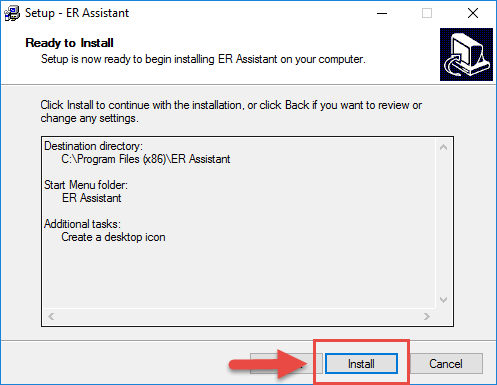 Setup - ER Assistant
Ready to Install
Setup is now ready to begin installing ER Assistant on your computer.
Click Install to continue with the installation, or click Back if you want to review or
change any settings.
Destination directory:
C:\Program Files (x86)\ER Assistant
Start Menu folder:
ER Assistant
Additional tasks:
Create a desktop icon
Install
Cancel